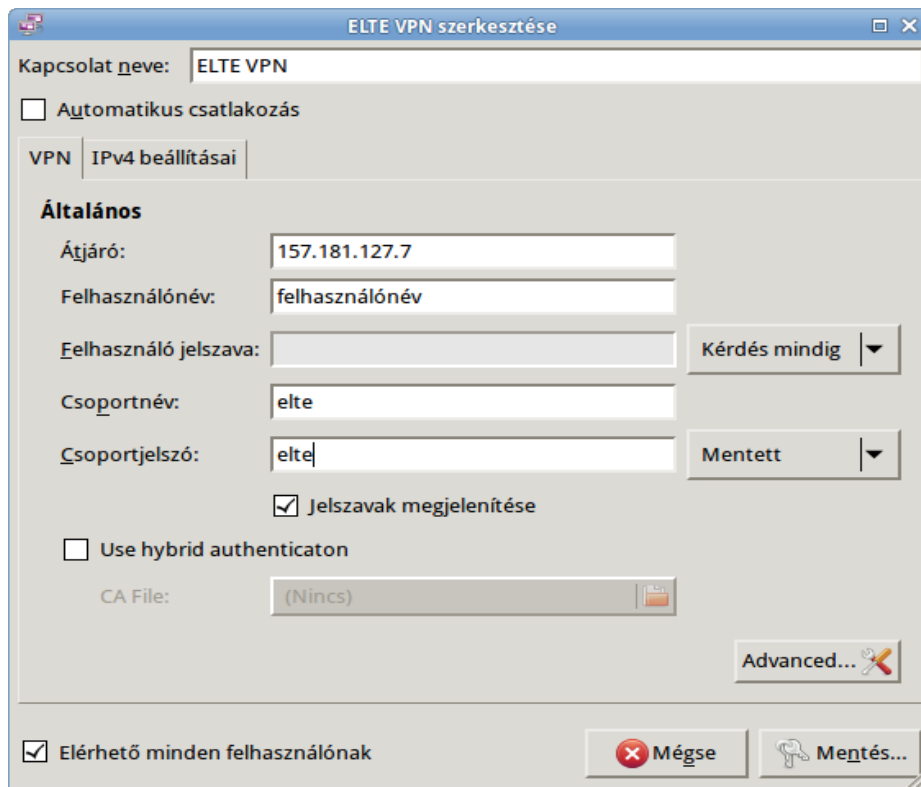 ELTE VPN szerkesztése
Kapcsolat neve: ELTE VPN
Automatikus csatlakozás
VPN IPv4 beállításai
Általános
Átjáró: 157.181.127.7
Felhasználónév: felhasználónév
Felhasználó jelszava: Kérdés mindig
Csoportnév: elte
Csoportjelszó: elte Mentett
Jelszavak megjelenítése
Use hybrid authenticaton
CA File: (Nincs)
Advanced...
Elérhető minden felhasználónak Mégse Mentés...